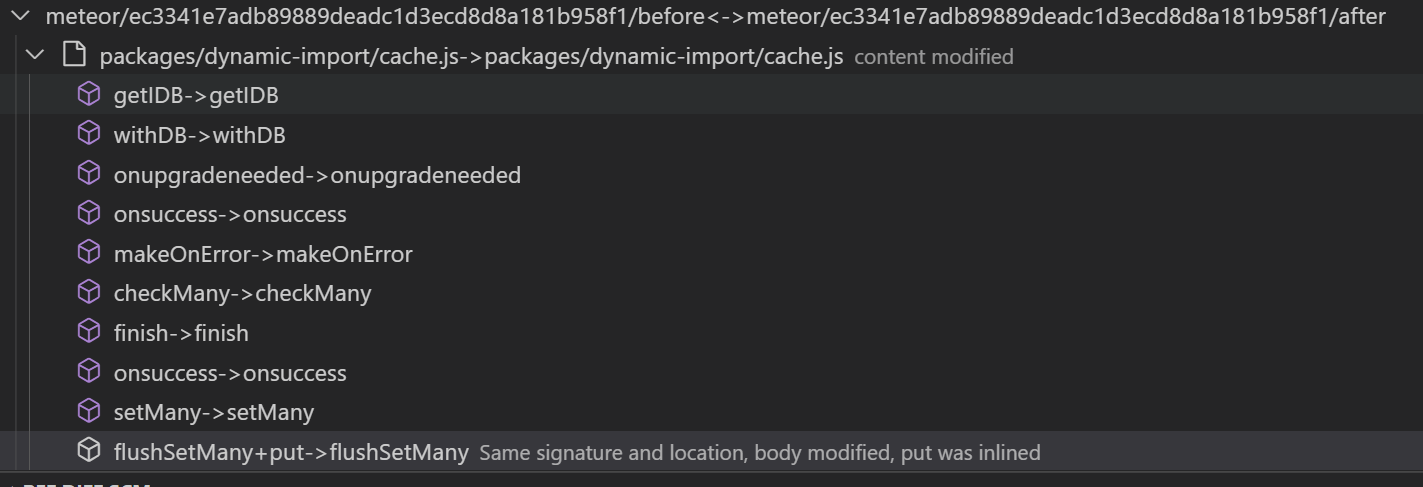 meteor/ec3341e7adb89889deadc1d3ecd8d8a181b958f1/before<->meteor/ec3341e7adb89889deadc1d3ecd8d8a181b958f1/after
packages/dynamic-import/cache.js->packages/dynamic-import/cache.js content modified
getIDB->getIDB
withDB->withDB
onupgradeneeded->onupgradeneeded
onsuccess->onsuccess
makeOnError->makeOnError
checkMany->checkMany
finish->finish
onsuccess->onsuccess
setMany->setMany
flushSetMany+put->flushSetMany Same signature and location, body modified, put was inlined